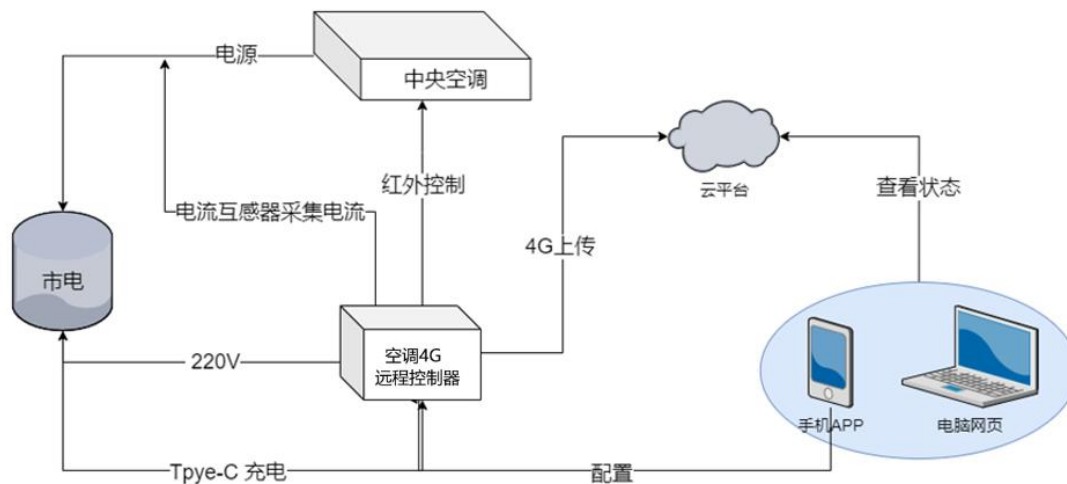 电源
中央空调
红外控制
电流互感器采集电流
云平台
查看状态
4G上传
市电
220V
空调4G
远程控制器
手机APP
电脑网页
Tpye-C 充电
配置